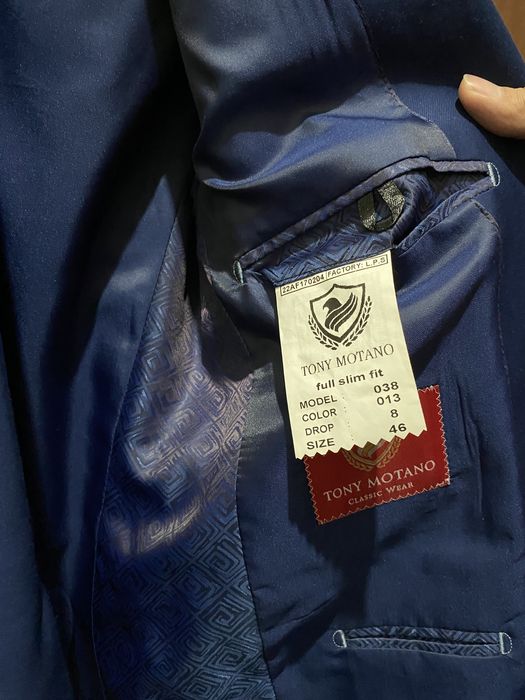 22AF170204 FACTORY: L.P.S
TONY MOTANO
full slim fit
MODEL 038
COLOR 013
DROP 8
SIZE 46
TONY MOTANO
CLASSIC WEAR